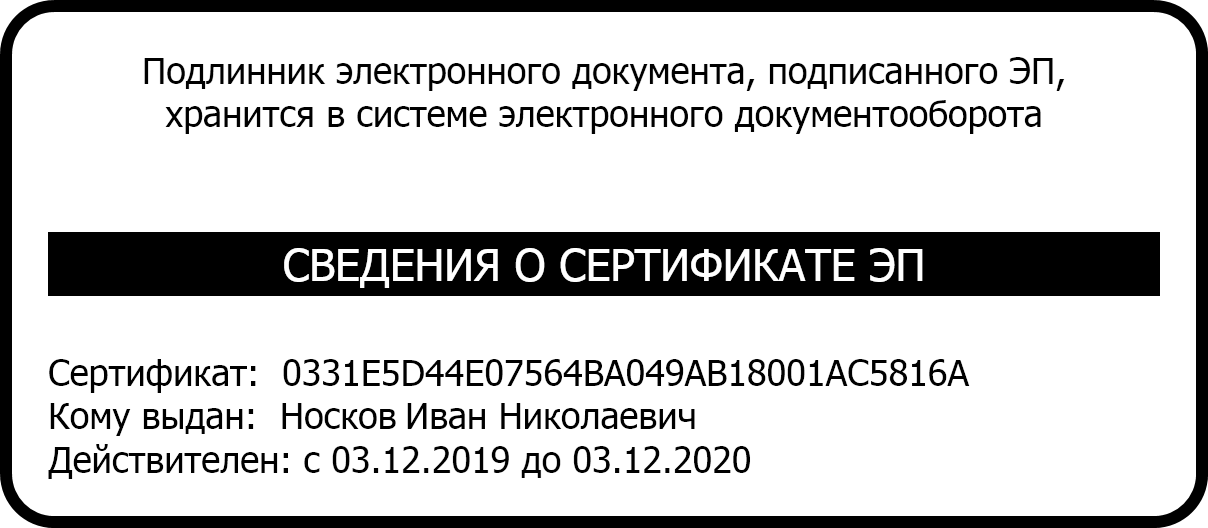 Подлинник электронного документа, подписанного ЭП,
хранится в системе электронного документооборота
СВЕДЕНИЯ О СЕРТИФИКАТЕ ЭП
Сертификат: 0331E5D44E07564BA049AB18001AC5816A
Кому выдан: Носков Иван Николаевич
Действителен: с 03.12.2019 до 03.12.2020